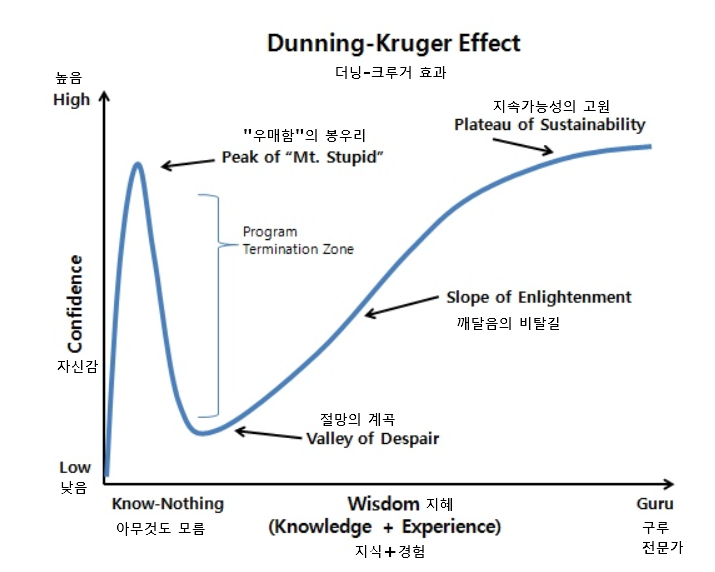 Dunning-Kruger Effect
더닝-크루거 효과
높음
High
"우매함"의 봉우리
Peak of “Mt. Stupid”
지속가능성의 고원
Plateau of Sustainability
Program
Termination Zone
Confidence
자신감
Slope of Enlightenment
깨달음의 비탈길
절망의 계곡
Valley of Despair
Low
낮음
Know-Nothing
아무것도 모름
Wisdom 지혜
(Knowledge + Experience)
지식+경험
Guru
구루
전문가